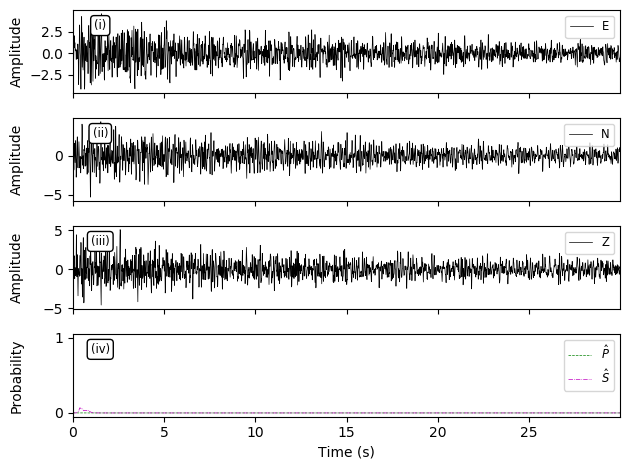 Amplitude
2.5
0.0
−2.5
(i)
E
Amplitude
0
−5
(ii)
N
Amplitude
5
0
−5
(iii)
Z
Probability
1
0
(iv)
P̂
Ŝ
0 5 10 15 20 25
Time (s)